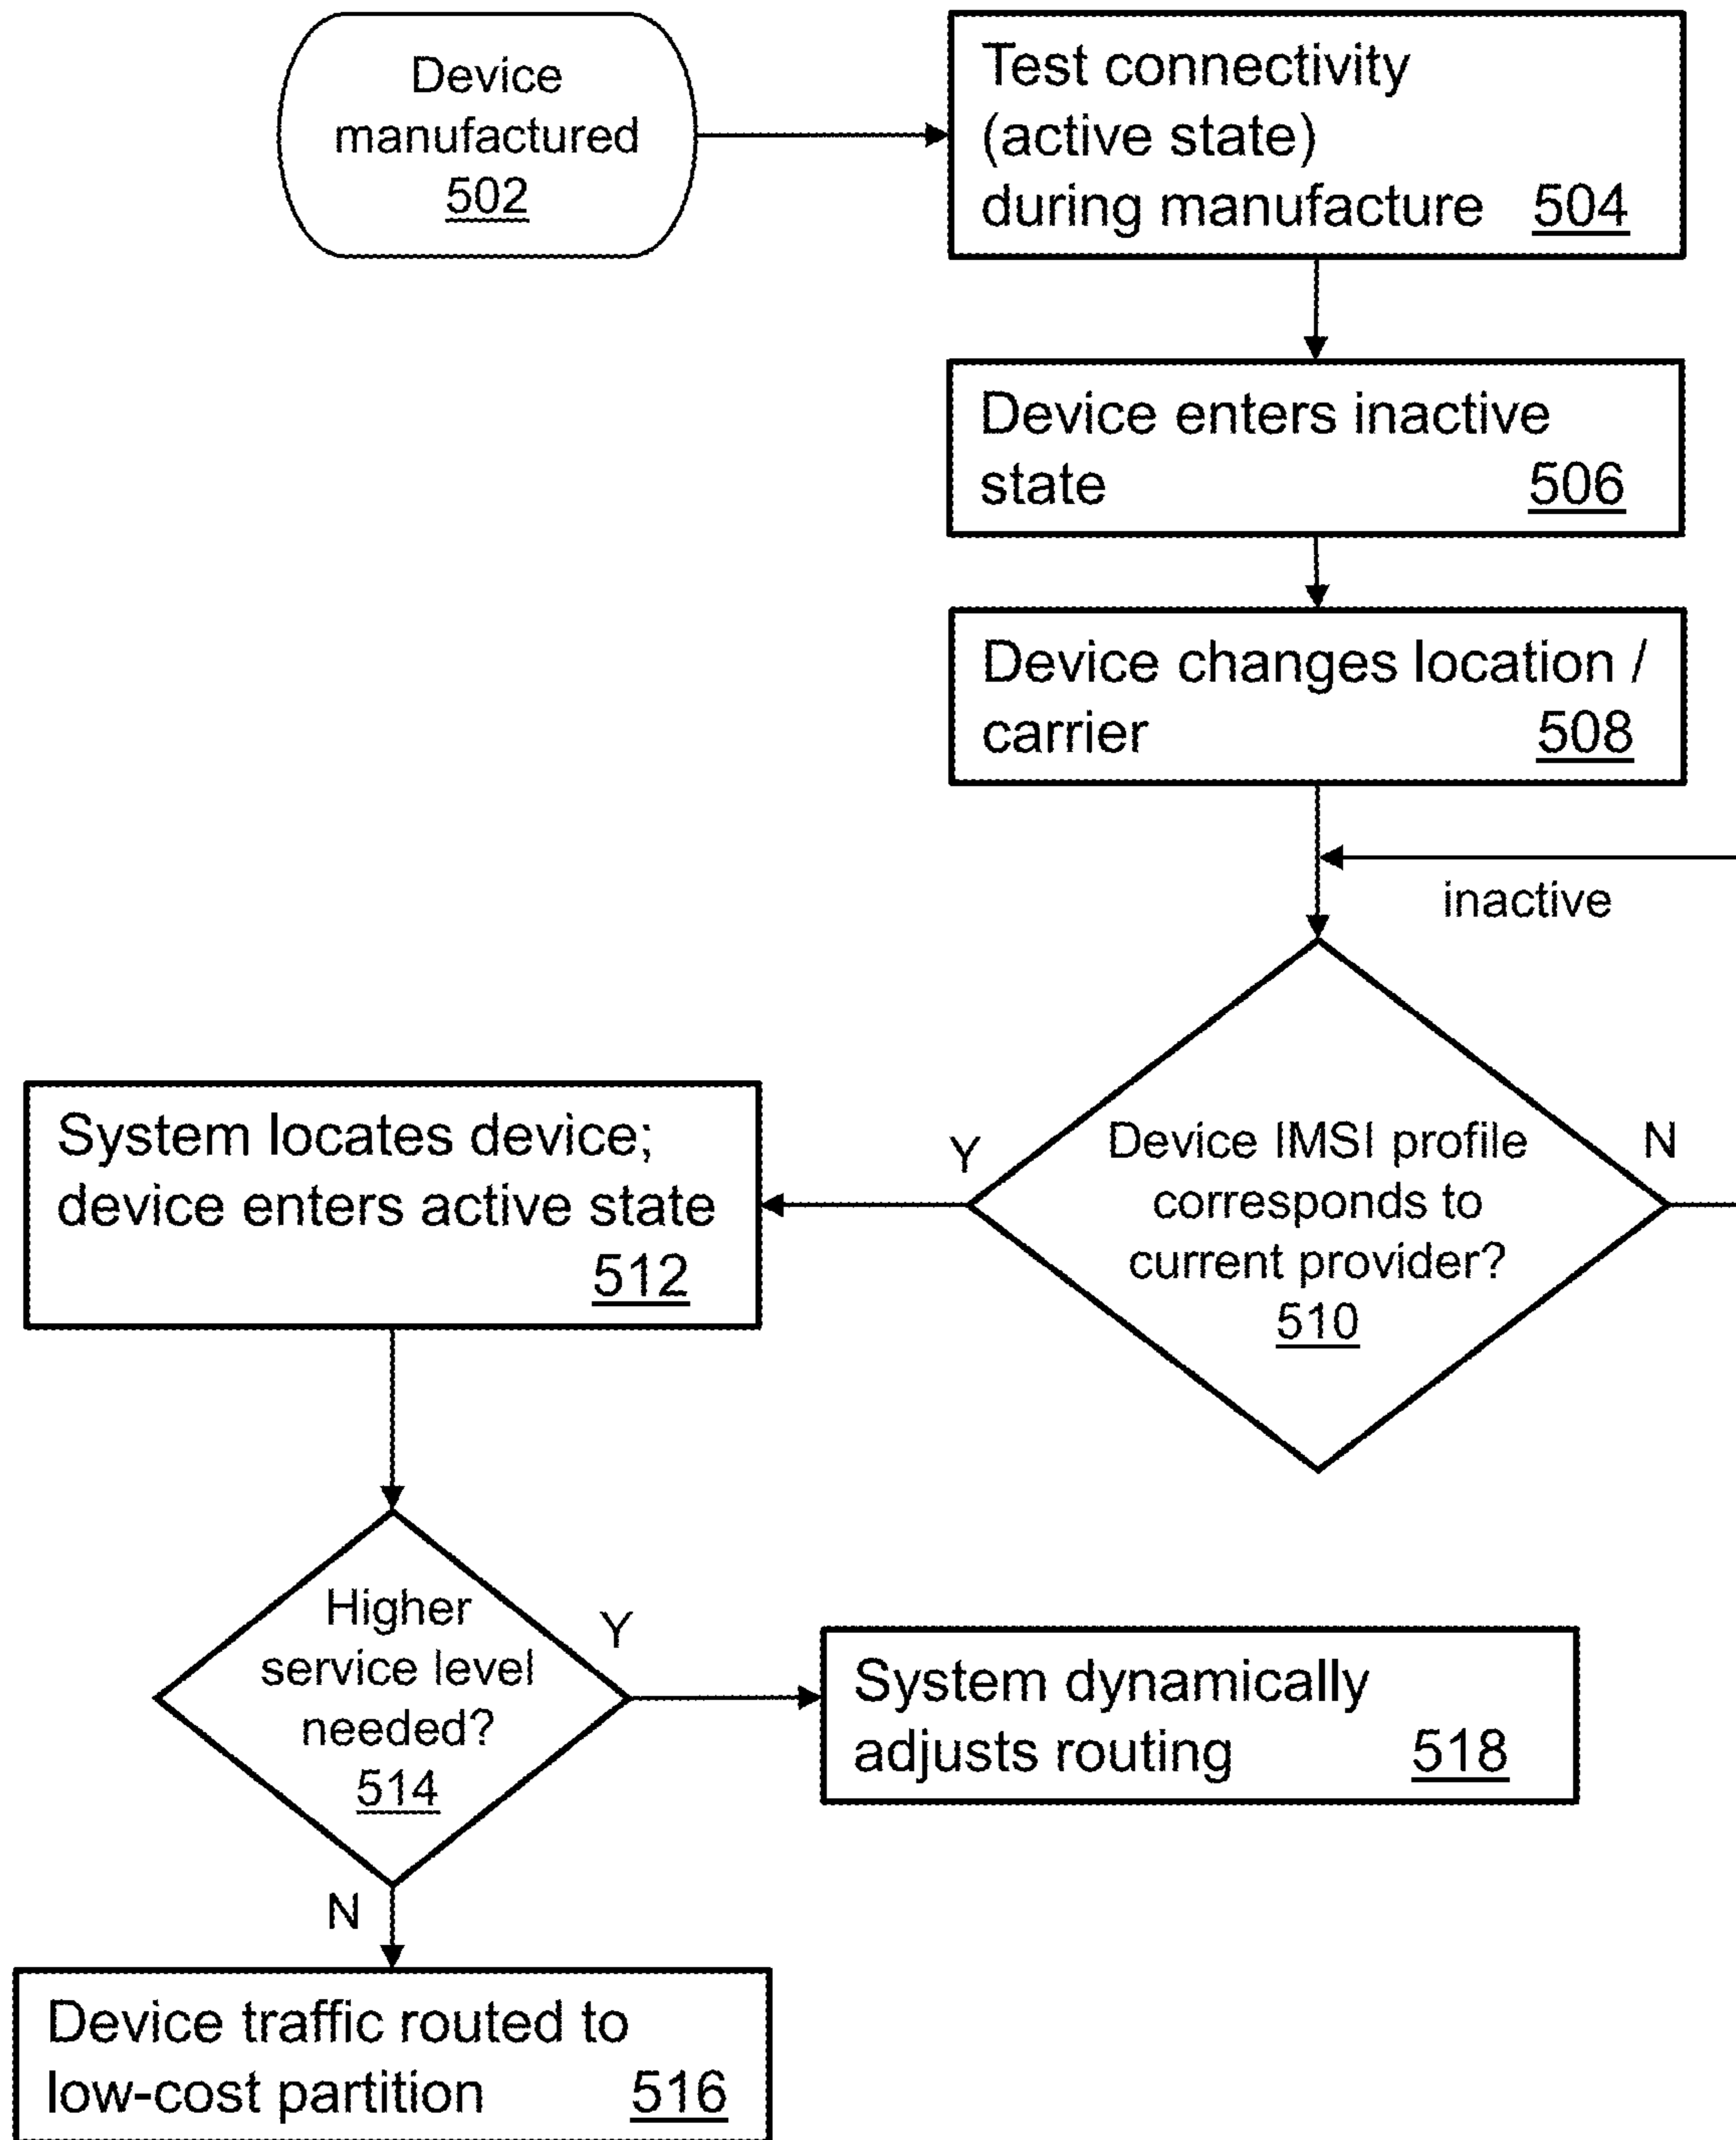 Device
manufactured
502
Test connectivity
(active state)
during manufacture 504
Device enters inactive
state 506
Device changes location /
carrier 508
inactive
Device IMSI profile
corresponds to
current provider?
510
Y
N
System locates device;
device enters active state
512
Higher
service level
needed?
514
Y
N
System dynamically
adjusts routing 518
Device traffic routed to
low-cost partition 516